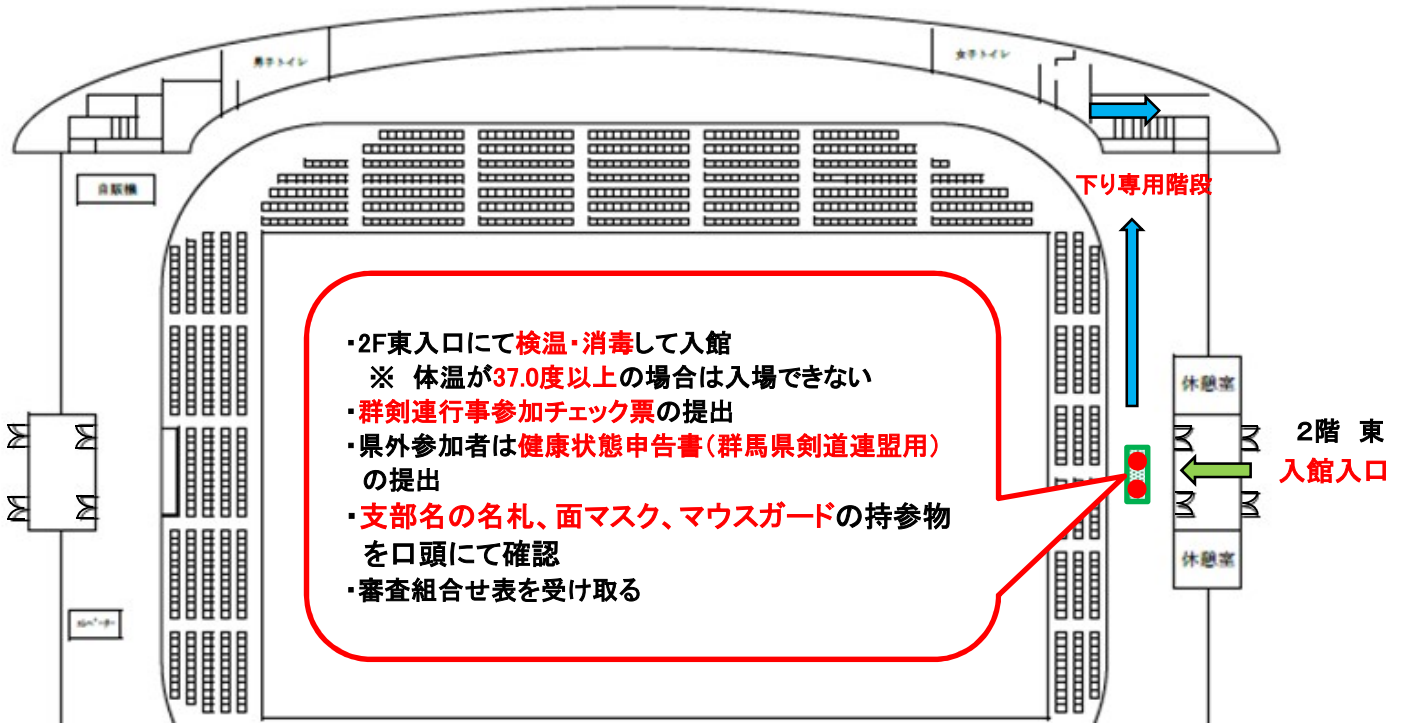 男子トイレ
女子トイレ
自販機
下り専用階段
・2F東入口にて検温・消毒して入館
※ 体温が37.0度以上の場合は入場できない
・群剣連行事参加チェック票の提出
・県外参加者は健康状態申告書(群馬県剣道連盟用)
の提出
・支部名の名札、面マスク、マウスガードの持参物
を口頭にて確認
・審査組合せ表を受け取る
休憩室
2階 東
入館入口
休憩室
エレベーター